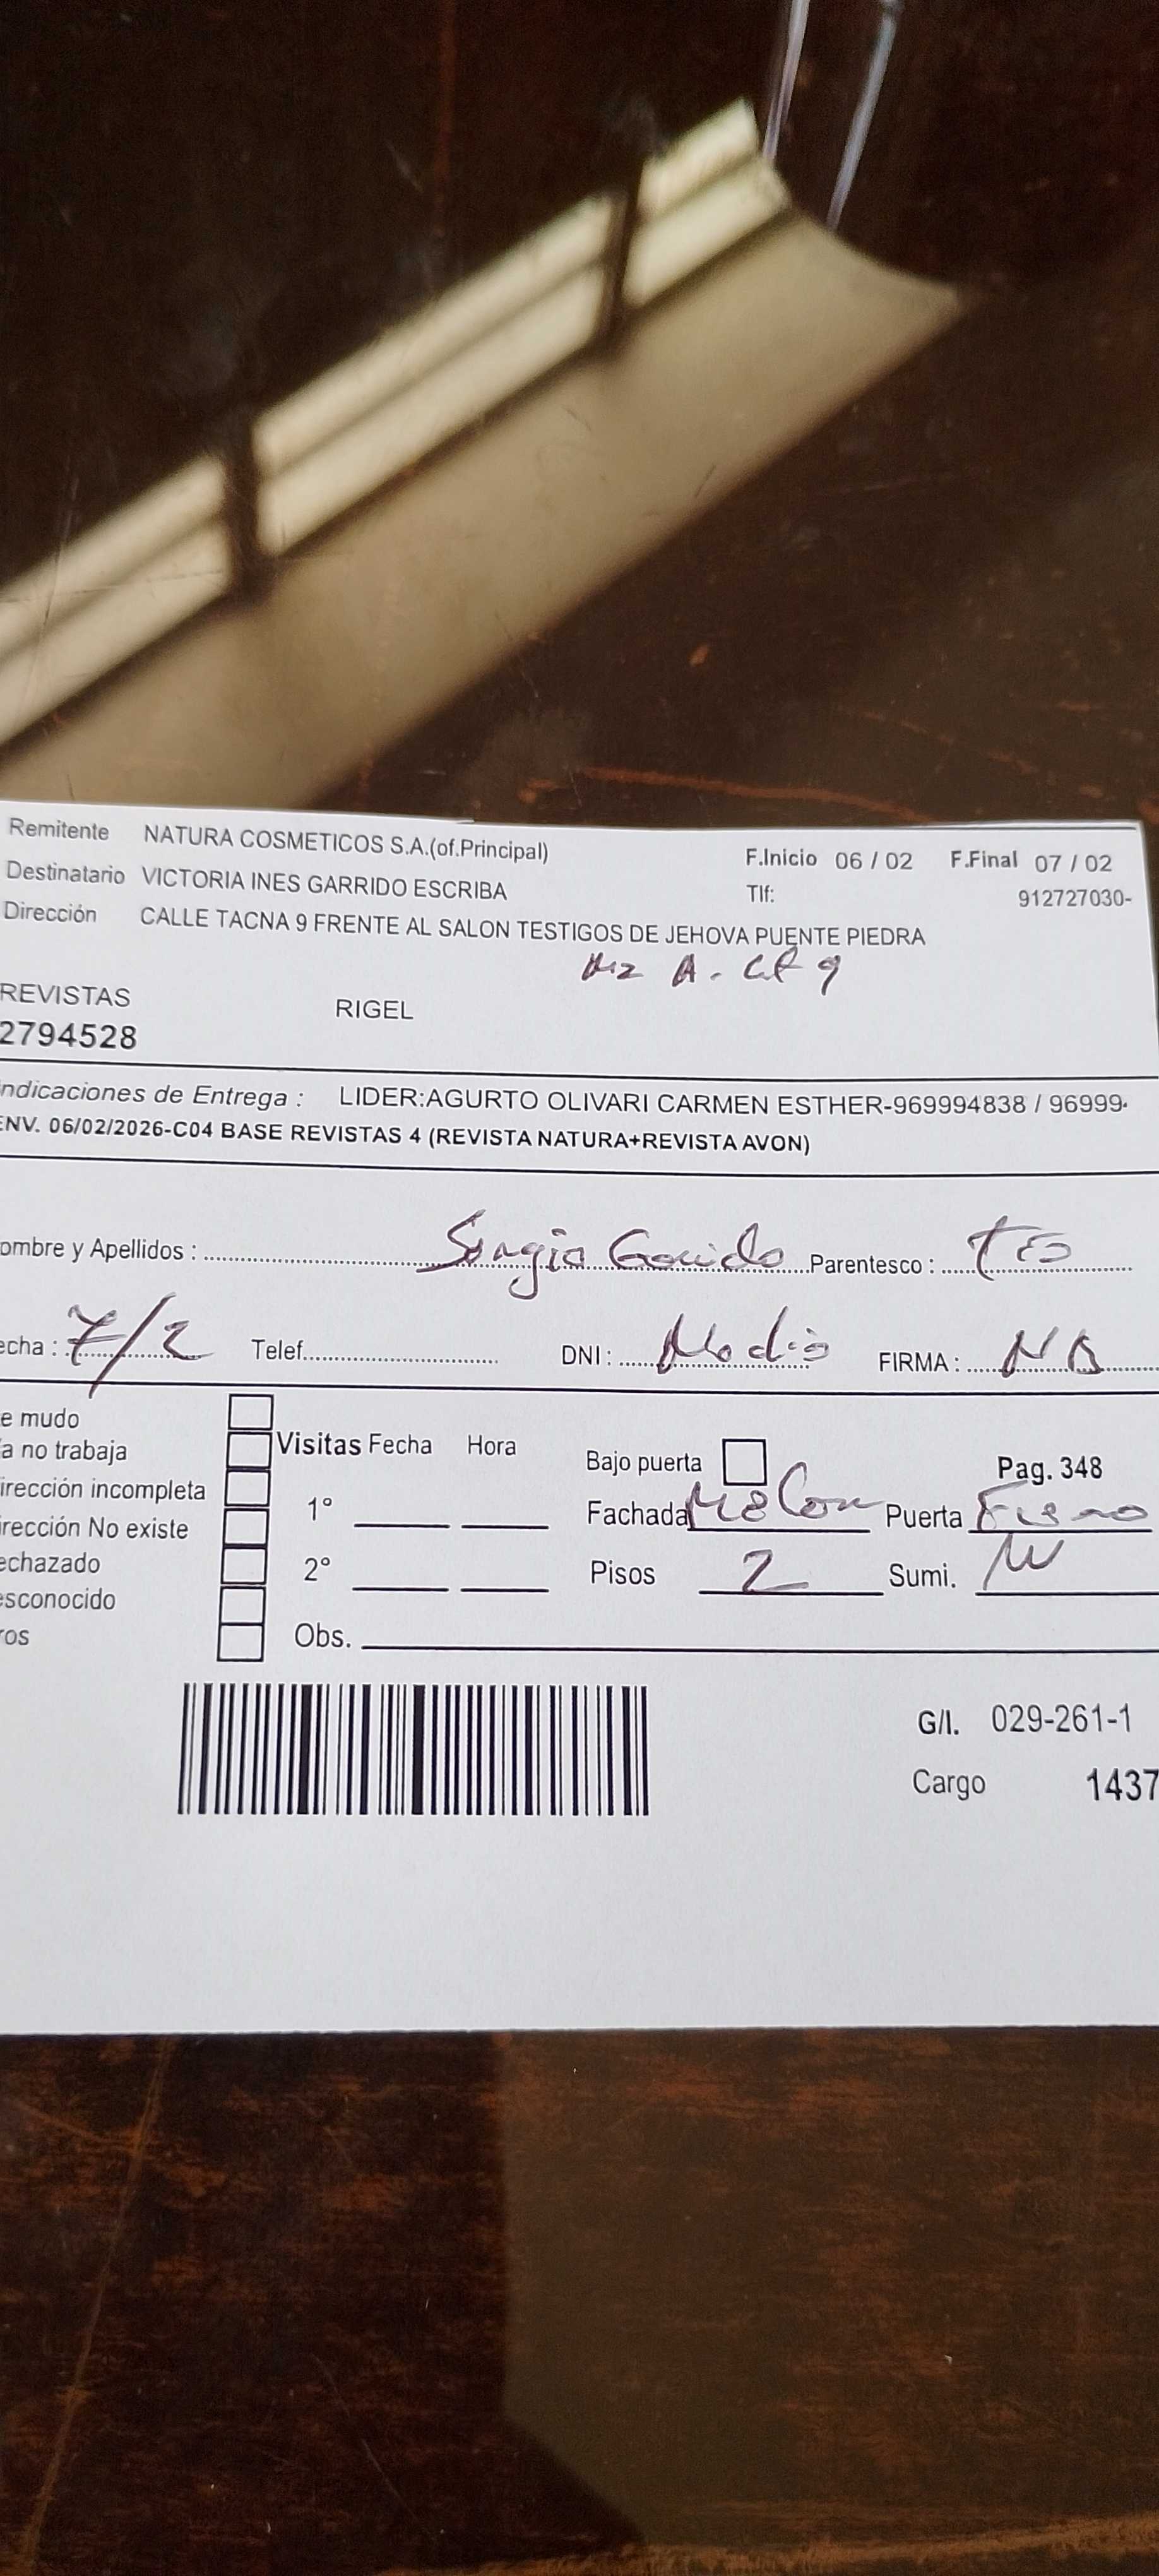 Remitente NATURA COSMETICOS S.A.(of.Principal) F.Inicio 06 / 02 F.Final 07 / 02
Destinatario VICTORIA INES GARRIDO ESCRIBA Tlf: 912727030-
Dirección CALLE TACNA 9 FRENTE AL SALON TESTIGOS DE JEHOVA PUENTE PIEDRA
Mz A. 9
REVISTAS RIGEL
2794528
ndicaciones de Entrega : LIDER:AGURTO OLIVARI CARMEN ESTHER-969994838 / 96999
ENV. 06/02/2026-C04 BASE REVISTAS 4 (REVISTA NATURA+REVISTA AVON)
ombre y Apellidos : Sergio Garrido Parentesco : Tío
echa : 7/2 Telef. DNI : FIRMA :
e mudo
a no trabaja Visitas Fecha Hora Bajo puerta Pag. 348
irección incompleta 1° Fachada Puerta
irección No existe
echazado 2° Pisos 2 Sumi.
esconocido
ros Obs.
G/I. 029-261-1
Cargo 1437